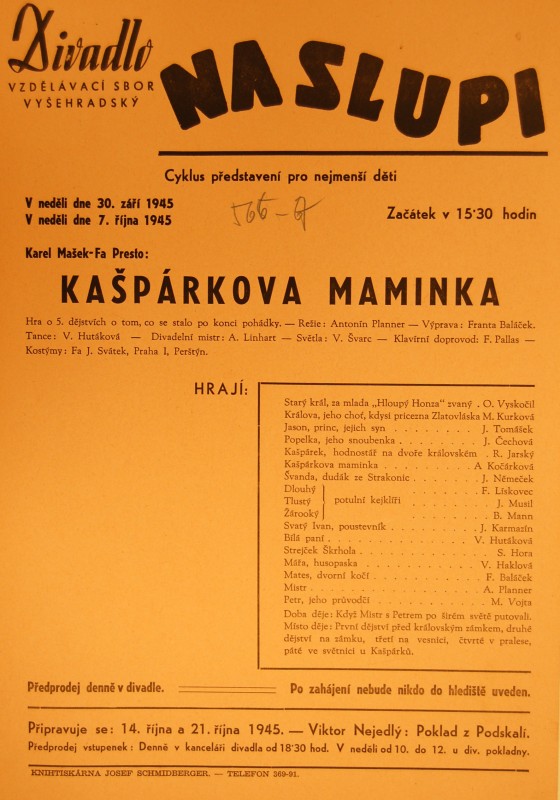 Divadlo
VZDĚLÁVACÍ SBOR
VYŠEHRADSKÝ
NA SLUPI
Cyklus představení pro nejmenší děti
V neděli dne 30. září 1945
V neděli dne 7. října 1945
Začátek v 15·30 hodin
Karel Mašek-Fa Presto:
KAŠPÁRKOVA MAMINKA
Hra o 5. dějstvích o tom, co se stalo po konci pohádky. — Režie: Antonín Planner — Výprava: Franta Baláček.
Tance: V. Hutáková — Divadelní mistr: A. Linhart — Světla: V. Švarc — Klavírní doprovod: F. Pallas —
Kostýmy: Fa J. Svátek, Praha I, Perštýn.
HRAJÍ:
Starý král, za mlada „Hloupý Honza" zvaný . O. Vyskočil
Králova, jeho choť, kdysi pricezna Zlatovláska M. Kurková
Jason, princ, jejich syn . . . . . . . . J. Tomášek
Popelka, jeho snoubenka . . . . . . . . J. Čechová
Kašpárek, hodnostář na dvoře královském . R. Jarský
Kašpárkova maminka . . . . . . . . A Kočárková
Švanda, dudák ze Strakonic . . . . . . . J. Němeček
Dlouhý . . . . F. Lískovec
Tlustý } potulní kejklíři . . . . . . . J. Musil
Žárooký . . . . B. Mann
Svatý Ivan, poustevník . . . . . . . . J. Karmazín
Bílá paní . . . . . . . . . . . V. Hutáková
Strejček Škrhola . . . . . . . . . . S. Hora
Mářa, husopaska . . . . . . . . . V. Haklová
Mates, dvorní kočí . . . . . . . . . F. Baláček
Mistr . . . . . . . . . . . . A. Planner
Petr, jeho průvodčí . . . . . . . . . M. Vojta
Doba děje: Když Mistr s Petrem po širém světě putovali.
Místo děje: První dějství před královským zámkem, druhé
dějství na zámku, třetí na vesnici, čtvrté v pralese,
páté ve světnici u Kašpárků.
Předprodej denně v divadle.
Po zahájení nebude nikdo do hlediště uveden.
Připravuje se: 14. října a 21. října 1945. — Viktor Nejedlý: Poklad z Podskalí.
Předprodej vstupenek: Denně v kanceláři divadla od 18·30 hod. V neděli od 10. do 12. u div. pokladny.
KNIHTISKÁRNA JOSEF SCHMIDBERGER. — TELEFON 369-91.